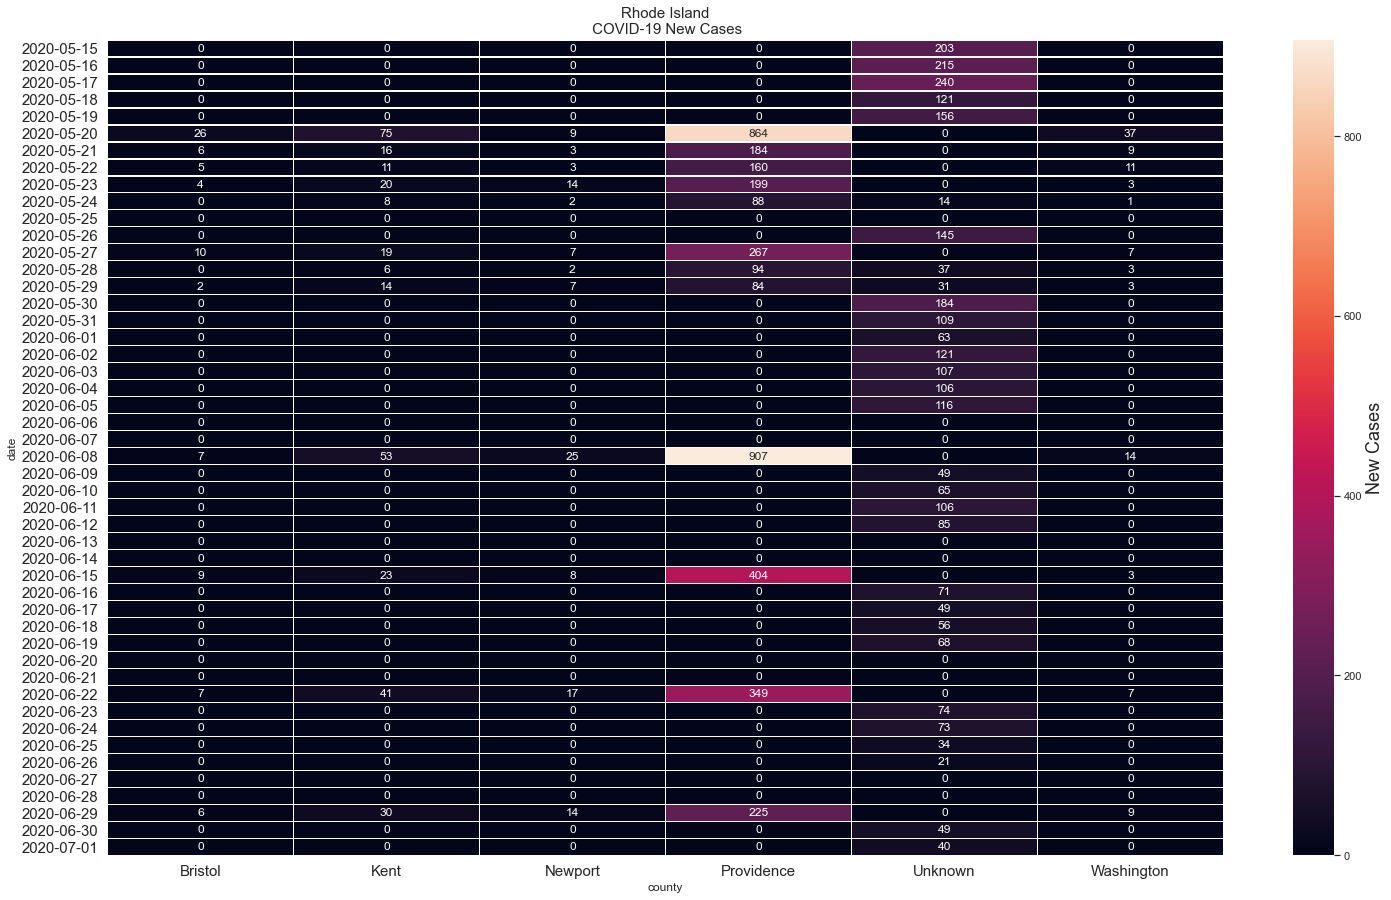 Rhode Island
COVID-19 New Cases
2020-05-15 0 0 0 0 203 0
2020-05-16 0 0 0 0 215 0
2020-05-17 0 0 0 0 240 0
2020-05-18 0 0 0 0 121 0
2020-05-19 0 0 0 0 156 0
2020-05-20 26 75 9 864 0 37
2020-05-21 6 16 3 184 0 9
2020-05-22 5 11 3 160 0 11
2020-05-23 4 20 14 199 0 3
2020-05-24 0 8 2 88 14 1
2020-05-25 0 0 0 0 0 0
2020-05-26 0 0 0 0 145 0
2020-05-27 10 19 7 267 0 7
2020-05-28 0 6 2 94 37 3
2020-05-29 2 14 7 84 31 3
2020-05-30 0 0 0 0 184 0
2020-05-31 0 0 0 0 109 0
2020-06-01 0 0 0 0 63 0
2020-06-02 0 0 0 0 121 0
2020-06-03 0 0 0 0 107 0
2020-06-04 0 0 0 0 106 0
2020-06-05 0 0 0 0 116 0
2020-06-06 0 0 0 0 0 0
2020-06-07 0 0 0 0 0 0
2020-06-08 7 53 25 907 0 14
2020-06-09 0 0 0 0 49 0
2020-06-10 0 0 0 0 65 0
2020-06-11 0 0 0 0 106 0
2020-06-12 0 0 0 0 85 0
2020-06-13 0 0 0 0 0 0
2020-06-14 0 0 0 0 0 0
2020-06-15 9 23 8 404 0 3
2020-06-16 0 0 0 0 71 0
2020-06-17 0 0 0 0 49 0
2020-06-18 0 0 0 0 56 0
2020-06-19 0 0 0 0 68 0
2020-06-20 0 0 0 0 0 0
2020-06-21 0 0 0 0 0 0
2020-06-22 7 41 17 349 0 7
2020-06-23 0 0 0 0 74 0
2020-06-24 0 0 0 0 73 0
2020-06-25 0 0 0 0 34 0
2020-06-26 0 0 0 0 21 0
2020-06-27 0 0 0 0 0 0
2020-06-28 0 0 0 0 0 0
2020-06-29 6 30 14 225 0 9
2020-06-30 0 0 0 0 49 0
2020-07-01 0 0 0 0 40 0
Bristol Kent Newport Providence Unknown Washington
county
date
800
600
400
200
0
New Cases